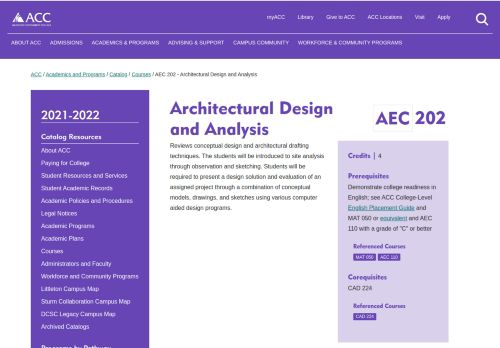 ACC
myACC Library Give to ACC ACC Locations Visit Apply
ABOUT ACC ADMISSIONS ACADEMICS & PROGRAMS ADVISING & SUPPORT CAMPUS COMMUNITY WORKFORCE & COMMUNITY PROGRAMS
ACC / Academics and Programs / Catalog / Courses / AEC 202 - Architectural Design and Analysis
2021-2022
Catalog Resources
About ACC
Paying for College
Student Resources and Services
Student Academic Records
Academic Policies and Procedures
Legal Notices
Academic Programs
Academic Plans
Courses
Administrators and Faculty
Workforce and Community Programs
Littleton Campus Map
Sturm Collaboration Campus Map
DCSC Legacy Campus Map
Archived Catalogs
Programs by Pathway
Architectural Design
and Analysis
Reviews conceptual design and architectural drafting
techniques. The students will be introduced to site analysis
through observation and sketching. Students will be
required to present a design solution and evaluation of an
assigned project through a combination of conceptual
models, drawings, and sketches using various computer
aided design programs.
AEC 202
Credits | 4
Prerequisites
Demonstrate college readiness in
English; see ACC College-Level
English Placement Guide and
MAT 050 or equivalent and AEC
110 with a grade of "C" or better
Referenced Courses
MAT 050 AEC 110
Corequisites
CAD 224
Referenced Courses
CAD 224